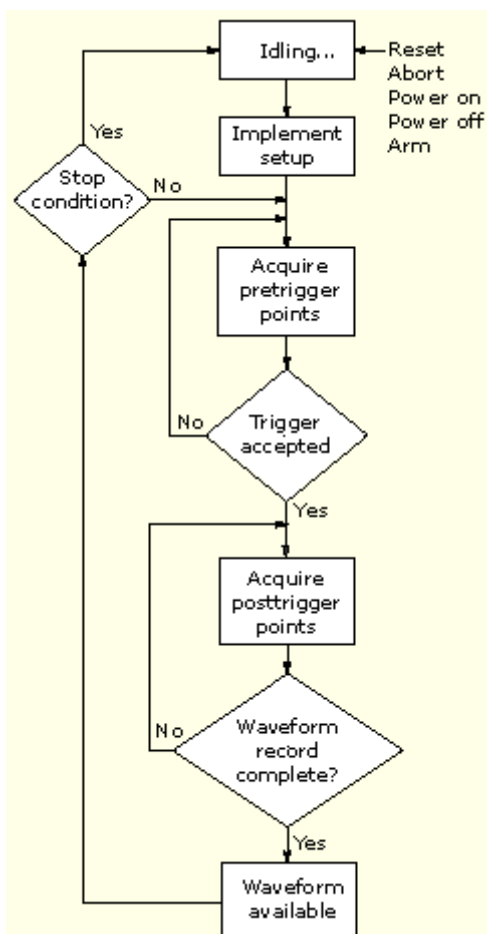 Idling...
Reset
Abort
Power on
Power off
Arm
Yes
Implement
setup
Stop
condition?
No
Acquire
pretrigger
points
No
Trigger
accepted
Yes
Acquire
posttrigger
points
No
Waveform
record
complete?
Yes
Waveform
available